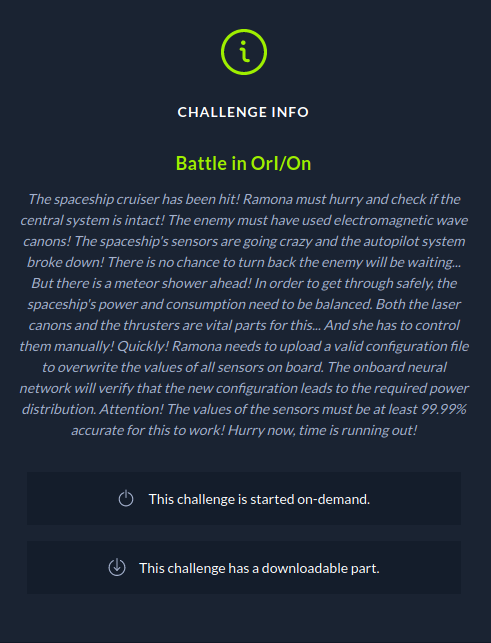 CHALLENGE INFO
Battle in OrI/On
The spaceship cruiser has been hit! Ramona must hurry and check if the
central system is intact! The enemy must have used electromagnetic wave
canons! The spaceship's sensors are going crazy and the autopilot system
broke down! There is no chance to turn back the enemy will be waiting...
But there is a meteor shower ahead! In order to get through safely, the
spaceship's power and consumption need to be balanced. Both the laser
canons and the thrusters are vital parts for this... And she has to control
them manually! Quickly! Ramona needs to upload a valid configuration file
to overwrite the values of all sensors on board. The onboard neural
network will verify that the new configuration leads to the required power
distribution. Attention! The values of the sensors must be at least 99.99%
accurate for this to work! Hurry now, time is running out!
This challenge is started on-demand.
This challenge has a downloadable part.